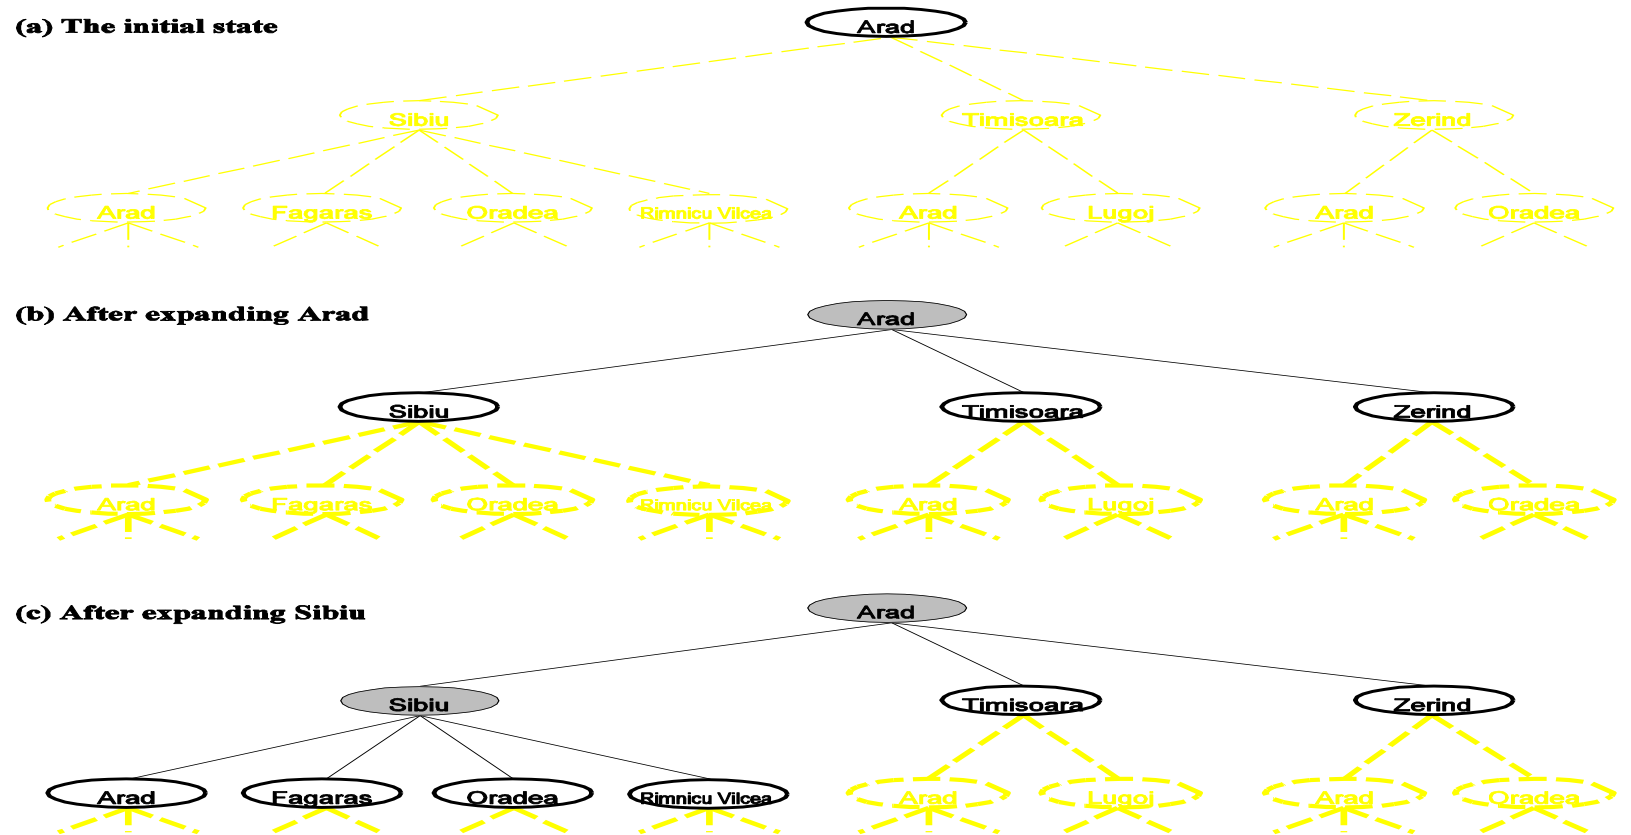 (a) The initial state
Arad
Sibiu Timisoara Zerind
Arad Fagaras Oradea Rimnicu Vilcea Arad Lugoj Arad Oradea
(b) After expanding Arad
Arad
Sibiu Timisoara Zerind
Arad Fagaras Oradea Rimnicu Vilcea Arad Lugoj Arad Oradea
(c) After expanding Sibiu
Arad
Sibiu Timisoara Zerind
Arad Fagaras Oradea Rimnicu Vilcea Arad Lugoj Arad Oradea